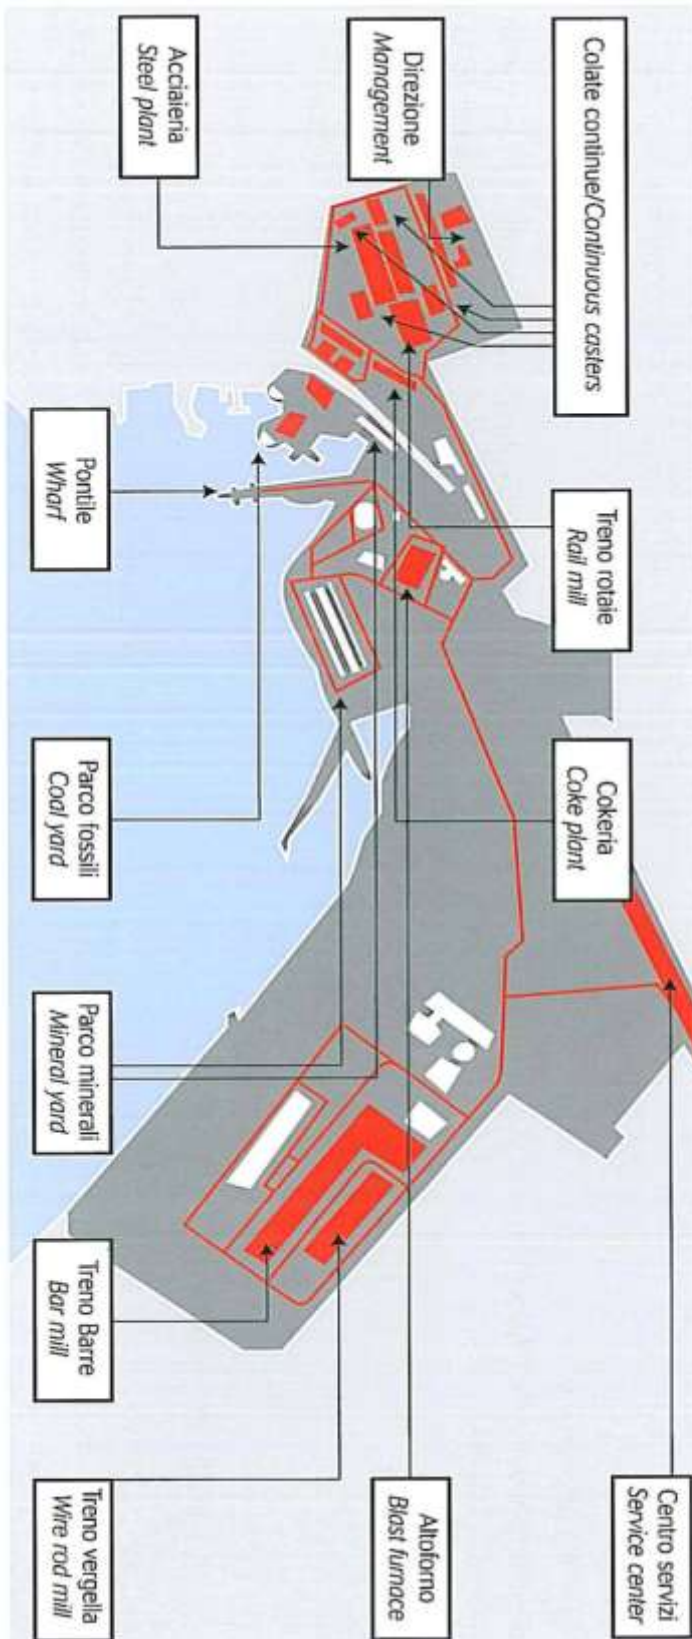 Colate continue/Continuous casters
Direzione
Management
Acciaieria
Steel plant
Treno rotaie
Rail mill
Pontile
Wharf
Cokeria
Coke plant
Parco fossili
Coal yard
Parco minerali
Mineral yard
Centro servizi
Service center
Altoforno
Blast furnace
Treno Barre
Bar mill
Treno vergella
Wire rod mill